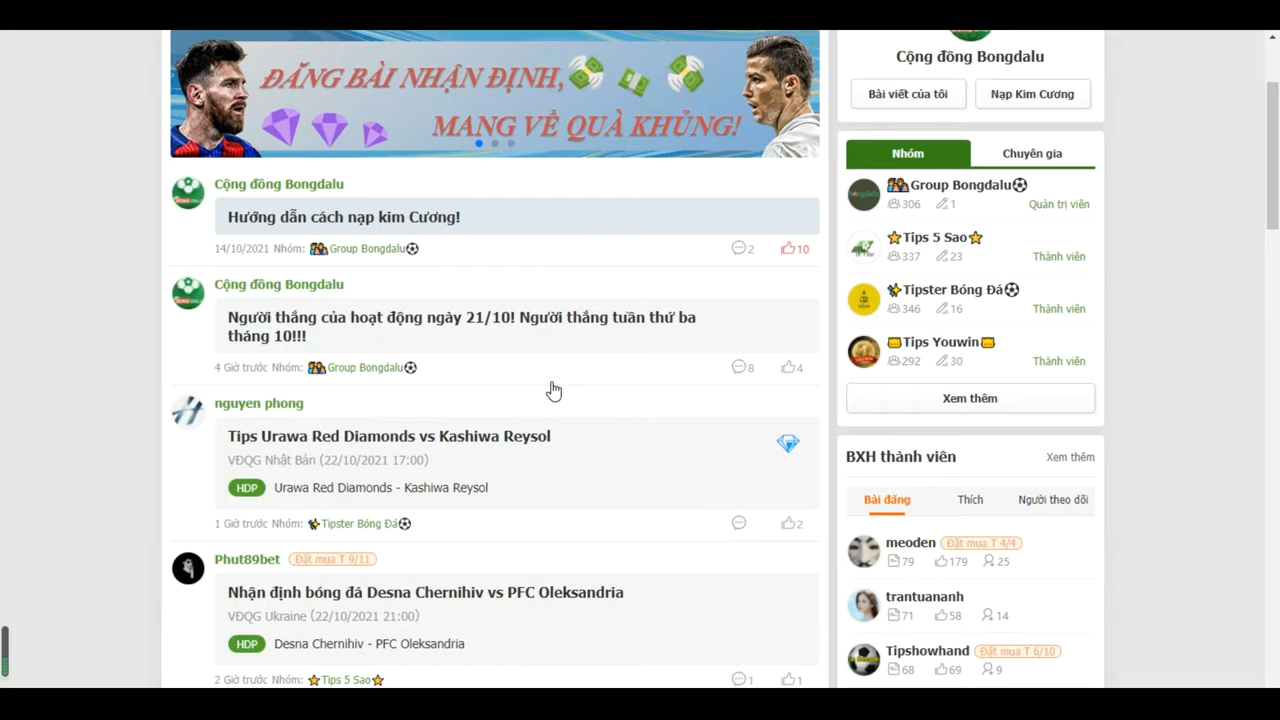 ĐĂNG BÀI NHẬN ĐỊNH,
MANG VỀ QUÀ KHỦNG!
Cộng đồng Bongdalu
Hướng dẫn cách nạp kim Cương!
14/10/2021 Nhóm: Group Bongdalu
2
10
Cộng đồng Bongdalu
Người thắng của hoạt động ngày 21/10! Người thắng tuần thứ ba
tháng 10!!!
4 Giờ trước Nhóm: Group Bongdalu
8
4
nguyen phong
Tips Urawa Red Diamonds vs Kashiwa Reysol
VĐQG Nhật Bản (22/10/2021 17:00)
HDP Urawa Red Diamonds - Kashiwa Reysol
1 Giờ trước Nhóm: Tipster Bóng Đá
2
Phut89bet Đặt mua T 9/11
Nhận định bóng đá Desna Chernihiv vs PFC Oleksandria
VĐQG Ukraine (22/10/2021 21:00)
HDP Desna Chernihiv - PFC Oleksandria
2 Giờ trước Nhóm: Tips 5 Sao
1
1
Cộng đồng Bongdalu
Bài viết của tôi
Nạp Kim Cương
Nhóm
Chuyên gia
Group Bongdalu
306 1 Quản trị viên
Tips 5 Sao
337 23 Thành viên
Tipster Bóng Đá
346 16 Thành viên
Tips Youwin
292 30 Thành viên
Xem thêm
BXH thành viên Xem thêm
Bài đăng Thích Người theo dõi
meoden Đặt mua T 4/4
79 179 25
trantuananh
71 58 14
Tipshowhand Đặt mua T 6/10
68 69 9